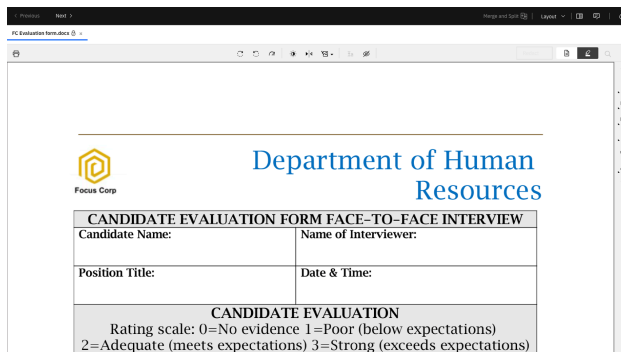 Previous Next
Merge and Split Layout
FC Evaluation form.docx
Focus Corp
Department of Human
Resources
CANDIDATE EVALUATION FORM FACE-TO-FACE INTERVIEW
Candidate Name: Name of Interviewer:
Position Title: Date & Time:
CANDIDATE EVALUATION
Rating scale: 0=No evidence 1=Poor (below expectations)
2=Adequate (meets expectations) 3=Strong (exceeds expectations)